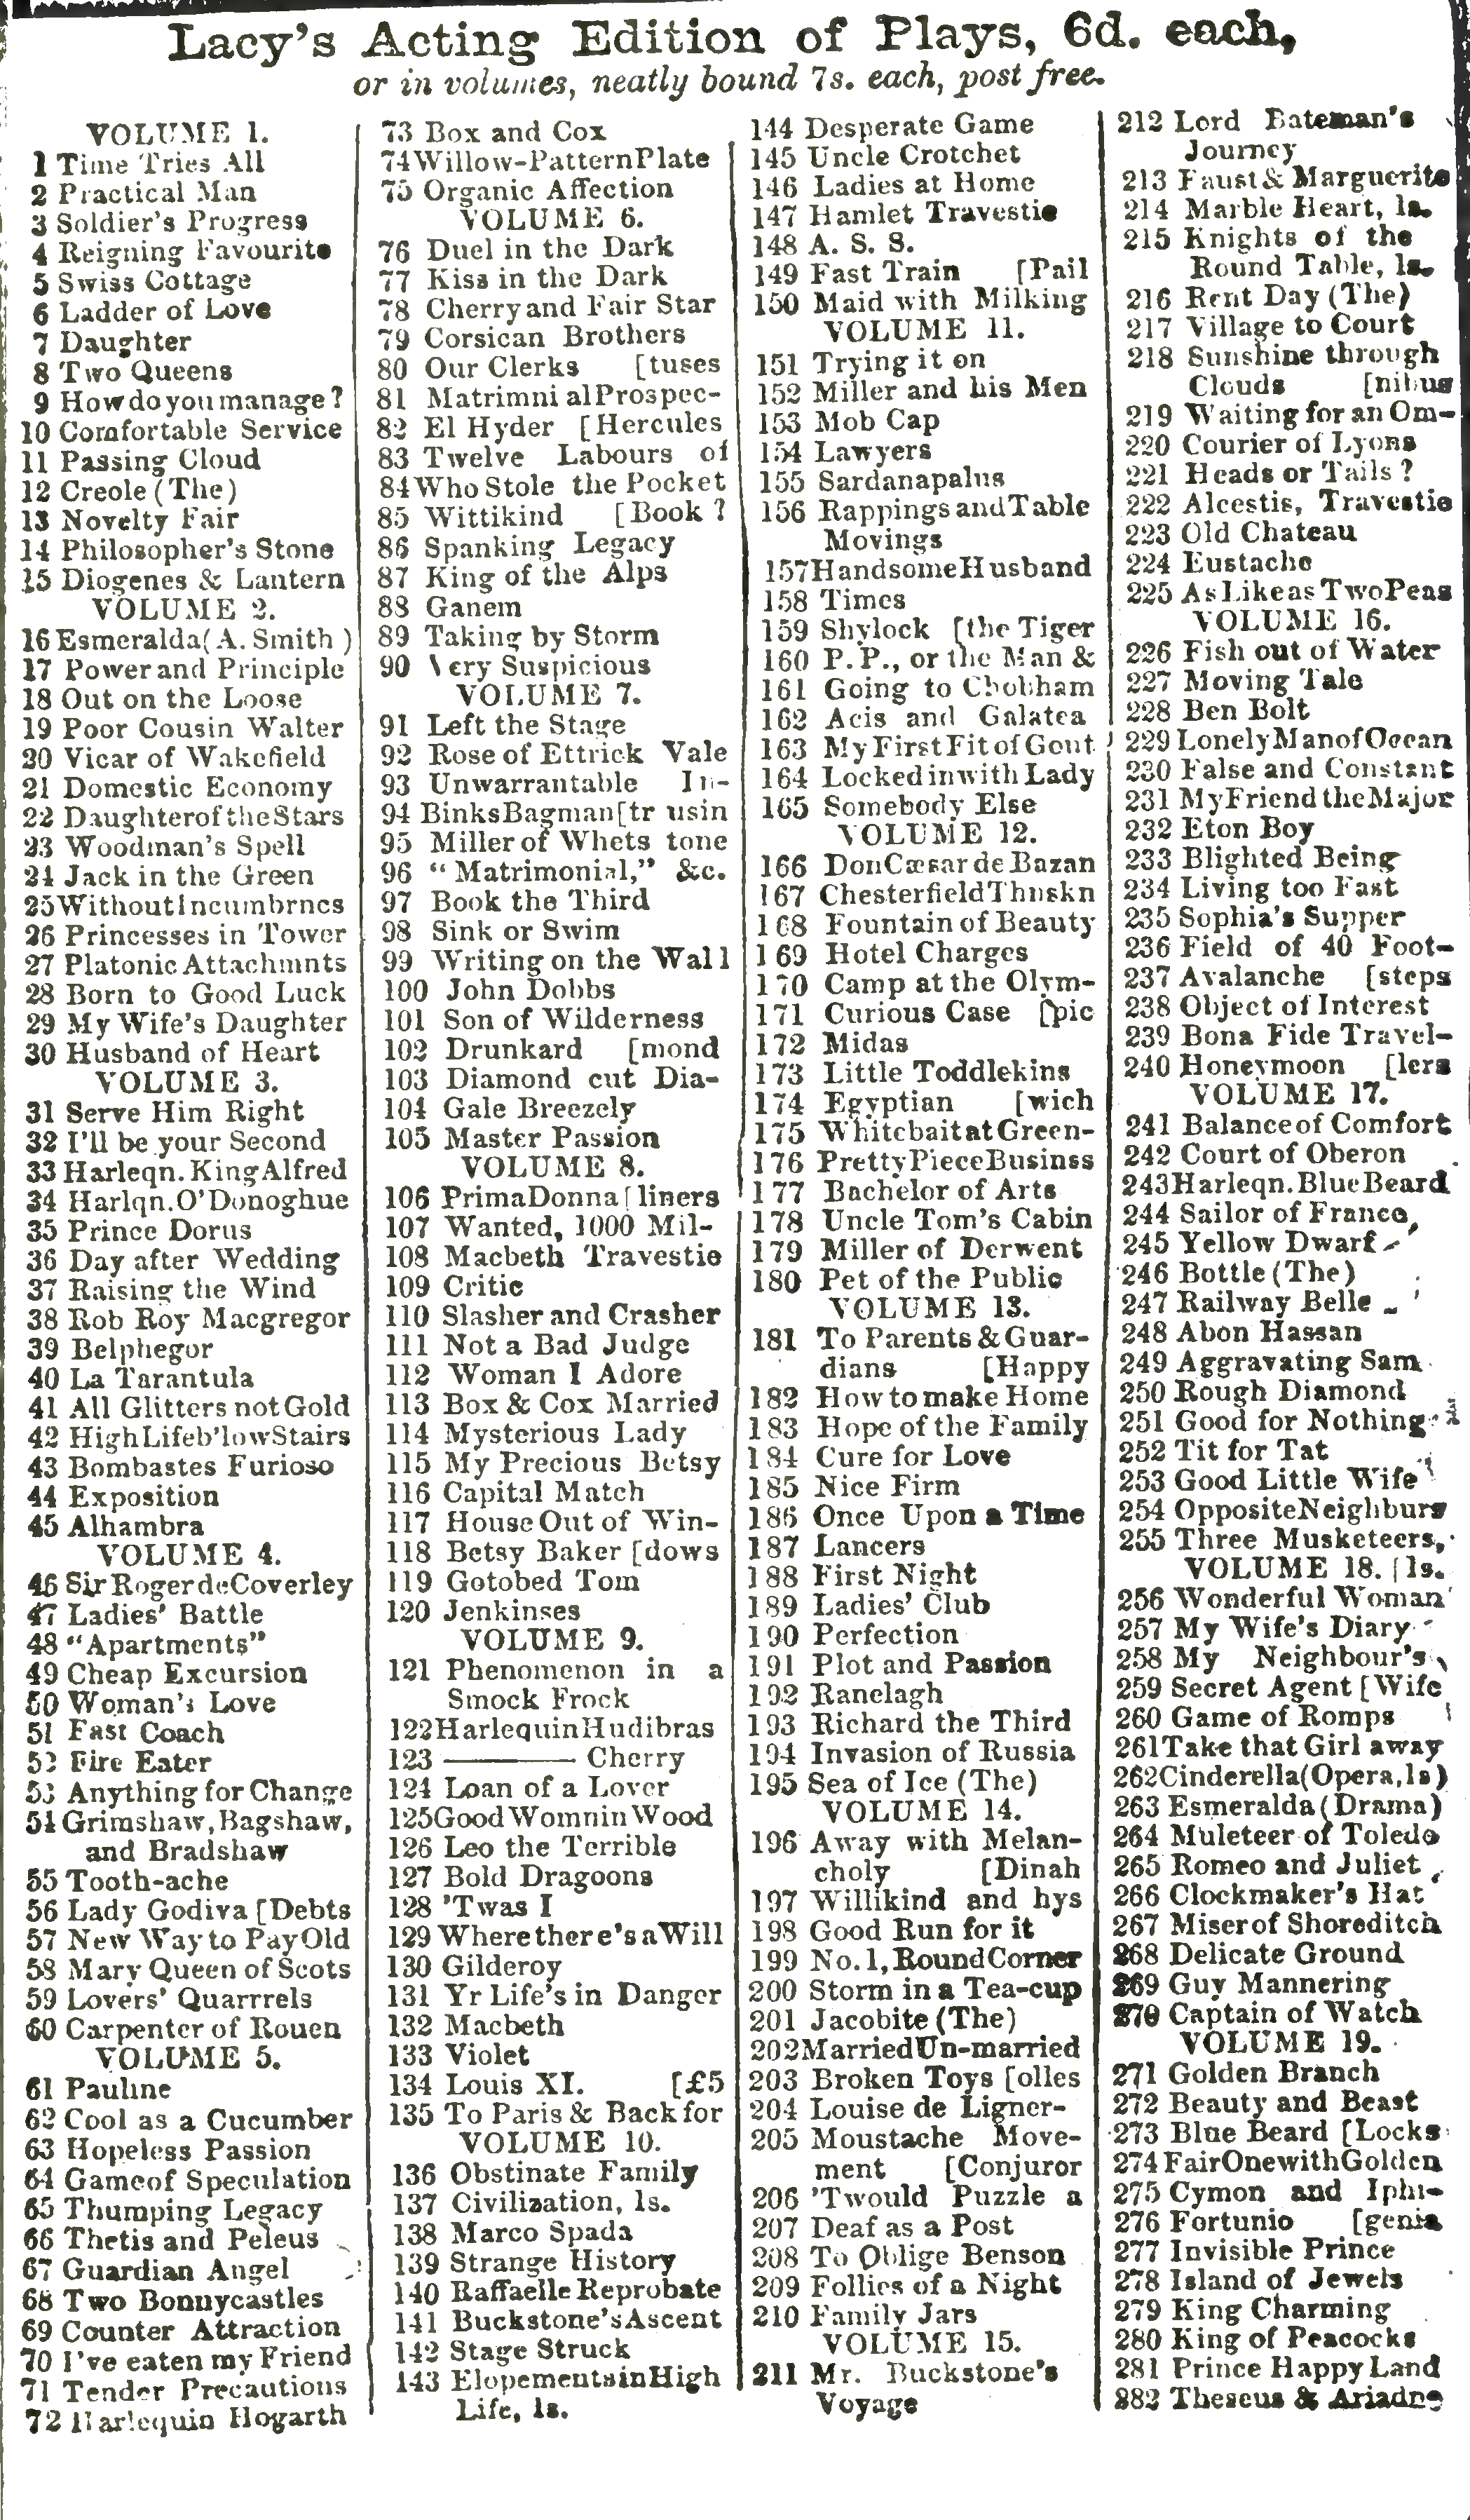 Lacy's Acting Edition of Plays, 6d. each,
or in volumes, neatly bound 7s. each, post free.
VOLUME 1.
1 Time Tries All
2 Practical Man
3 Soldier's Progress
4 Reigning Favourite
5 Swiss Cottage
6 Ladder of Love
7 Daughter
8 Two Queens
9 How do you manage?
10 Comfortable Service
11 Passing Cloud
12 Creole (The)
13 Novelty Fair
14 Philosopher's Stone
15 Diogenes & Lantern
VOLUME 2.
16 Esmeralda (A. Smith)
17 Power and Principle
18 Out on the Loose
19 Poor Cousin Walter
20 Vicar of Wakefield
21 Domestic Economy
22 Daughter of the Stars
23 Woodman's Spell
24 Jack in the Green
25 Without Incumbrncs
26 Princesses in Tower
27 Platonic Attachmnts
28 Born to Good Luck
29 My Wife's Daughter
30 Husband of Heart
VOLUME 3.
31 Serve Him Right
32 I'll be your Second
33 Harleqn. King Alfred
34 Harlqn. O'Donoghue
35 Prince Dorus
36 Day after Wedding
37 Raising the Wind
38 Rob Roy Macgregor
39 Belphegor
40 La Tarantula
41 All Glitters not Gold
42 High Life b'low Stairs
43 Bombastes Furioso
44 Exposition
45 Alhambra
VOLUME 4.
46 Sir Roger de Coverley
47 Ladies' Battle
48 "Apartments"
49 Cheap Excursion
50 Woman's Love
51 Fast Coach
52 Fire Eater
53 Anything for Change
54 Grimshaw, Bagshaw,
and Bradshaw
55 Tooth-ache
56 Lady Godiva [Debts
57 New Way to Pay Old
58 Mary Queen of Scots
59 Lovers' Quarrrels
60 Carpenter of Rouen
VOLUME 5.
61 Pauline
62 Cool as a Cucumber
63 Hopeless Passion
64 Game of Speculation
65 Thumping Legacy
66 Thetis and Peleus
67 Guardian Angel
68 Two Bonnycastles
69 Counter Attraction
70 I've eaten my Friend
71 Tender Precautions
72 Harlequin Hogarth
73 Box and Cox
74 Willow-Pattern Plate
75 Organic Affection
VOLUME 6.
76 Duel in the Dark
77 Kiss in the Dark
78 Cherry and Fair Star
79 Corsican Brothers
80 Our Clerks [tuses
81 Matrimni al Prospec-
82 El Hyder [Hercules
83 Twelve Labours of
84 Who Stole the Pocket
85 Wittikind [Book?
86 Spanking Legacy
87 King of the Alps
88 Ganem
89 Taking by Storm
90 Very Suspicious
VOLUME 7.
91 Left the Stage
92 Rose of Ettrick Vale
93 Unwarrantable In-
94 Binks Bagman [tr usin
95 Miller of Whets tone
96 "Matrimonial," &c.
97 Book the Third
98 Sink or Swim
99 Writing on the Wall
100 John Dobbs
101 Son of Wilderness
102 Drunkard [mond
103 Diamond cut Dia-
104 Gale Breezely
105 Master Passion
VOLUME 8.
106 Prima Donna [liners
107 Wanted, 1000 Mil-
108 Macbeth Travestie
109 Critic
110 Slasher and Crasher
111 Not a Bad Judge
112 Woman I Adore
113 Box & Cox Married
114 Mysterious Lady
115 My Precious Betsy
116 Capital Match
117 House Out of Win-
118 Betsy Baker [dows
119 Gotobed Tom
120 Jenkinses
VOLUME 9.
121 Phenomenon in a
Smock Frock
122 Harlequin Hudibras
123 ——— Cherry
124 Loan of a Lover
125 Good Womn in Wood
126 Leo the Terrible
127 Bold Dragoons
128 'Twas I
129 Where there's a Will
130 Gilderoy
131 Yr Life's in Danger
132 Macbeth
133 Violet
134 Louis XI. [£5
135 To Paris & Back for
VOLUME 10.
136 Obstinate Family
137 Civilization, 1s.
138 Marco Spada
139 Strange History
140 Raffaelle Reprobate
141 Buckstone's Ascent
142 Stage Struck
143 Elopements in High
Life, 1s.
144 Desperate Game
145 Uncle Crotchet
146 Ladies at Home
147 Hamlet Travestie
148 A. S. S.
149 Fast Train [Pail
150 Maid with Milking
VOLUME 11.
151 Trying it on
152 Miller and his Men
153 Mob Cap
154 Lawyers
155 Sardanapalus
156 Rappings and Table
Movings
157 Handsome Husband
158 Times
159 Shylock [the Tiger
160 P. P., or the Man &
161 Going to Chobham
162 Acis and Galatea
163 My First Fit of Gout
164 Locked in with Lady
165 Somebody Else
VOLUME 12.
166 Don Cæsar de Bazan
167 Chesterfield Thnskn
168 Fountain of Beauty
169 Hotel Charges
170 Camp at the Olym-
171 Curious Case [pic
172 Midas
173 Little Toddlekins
174 Egyptian [wich
175 Whitebait at Green-
176 Pretty Piece Businss
177 Bachelor of Arts
178 Uncle Tom's Cabin
179 Miller of Derwent
180 Pet of the Public
VOLUME 13.
181 To Parents & Guar-
dians [Happy
182 How to make Home
183 Hope of the Family
184 Cure for Love
185 Nice Firm
186 Once Upon a Time
187 Lancers
188 First Night
189 Ladies' Club
190 Perfection
191 Plot and Passion
192 Ranelagh
193 Richard the Third
194 Invasion of Russia
195 Sea of Ice (The)
VOLUME 14.
196 Away with Melan-
choly [Dinah
197 Willikind and hys
198 Good Run for it
199 No. 1, Round Corner
200 Storm in a Tea-cup
201 Jacobite (The)
202 Married Un-married
203 Broken Toys [olles
204 Louise de Ligner-
205 Moustache Move-
ment [Conjuror
206 'Twould Puzzle a
207 Deaf as a Post
208 To Oblige Benson
209 Follies of a Night
210 Family Jars
VOLUME 15.
211 Mr. Buckstone's
Voyage
212 Lord Bateman's
Journey
213 Faust & Marguerite
214 Marble Heart, 1s.
215 Knights of the
Round Table, 1s.
216 Rent Day (The)
217 Village to Court
218 Sunshine through
Clouds [nibus
219 Waiting for an Om-
220 Courier of Lyons
221 Heads or Tails?
222 Alcestis, Travestie
223 Old Chateau
224 Eustache
225 As Like as Two Peas
VOLUME 16.
226 Fish out of Water
227 Moving Tale
228 Ben Bolt
229 Lonely Man of Ocean
230 False and Constant
231 My Friend the Major
232 Eton Boy
233 Blighted Being
234 Living too Fast
235 Sophia's Supper
236 Field of 40 Foot-
237 Avalanche [steps
238 Object of Interest
239 Bona Fide Travel-
240 Honeymoon [lers
VOLUME 17.
241 Balance of Comfort
242 Court of Oberon
243 Harleqn. Blue Beard
244 Sailor of France,
245 Yellow Dwarf
246 Bottle (The)
247 Railway Belle
248 Abon Hassan
249 Aggravating Sam
250 Rough Diamond
251 Good for Nothing
252 Tit for Tat
253 Good Little Wife
254 Opposite Neighburs
255 Three Musketeers,
VOLUME 18. [1s.
256 Wonderful Woman
257 My Wife's Diary
258 My Neighbour's
259 Secret Agent [Wife
260 Game of Romps
261 Take that Girl away
262 Cinderella (Opera, 1s)
263 Esmeralda (Drama)
264 Muleteer of Toledo
265 Romeo and Juliet
266 Clockmaker's Hat
267 Miser of Shoreditch
268 Delicate Ground
269 Guy Mannering
270 Captain of Watch
VOLUME 19.
271 Golden Branch
272 Beauty and Beast
273 Blue Beard [Locks
274 Fair One with Golden
275 Cymon and Iphi-
276 Fortunio [genia
277 Invisible Prince
278 Island of Jewels
279 King Charming
280 King of Peacocks
281 Prince Happy Land
282 Theseus & Ariadne